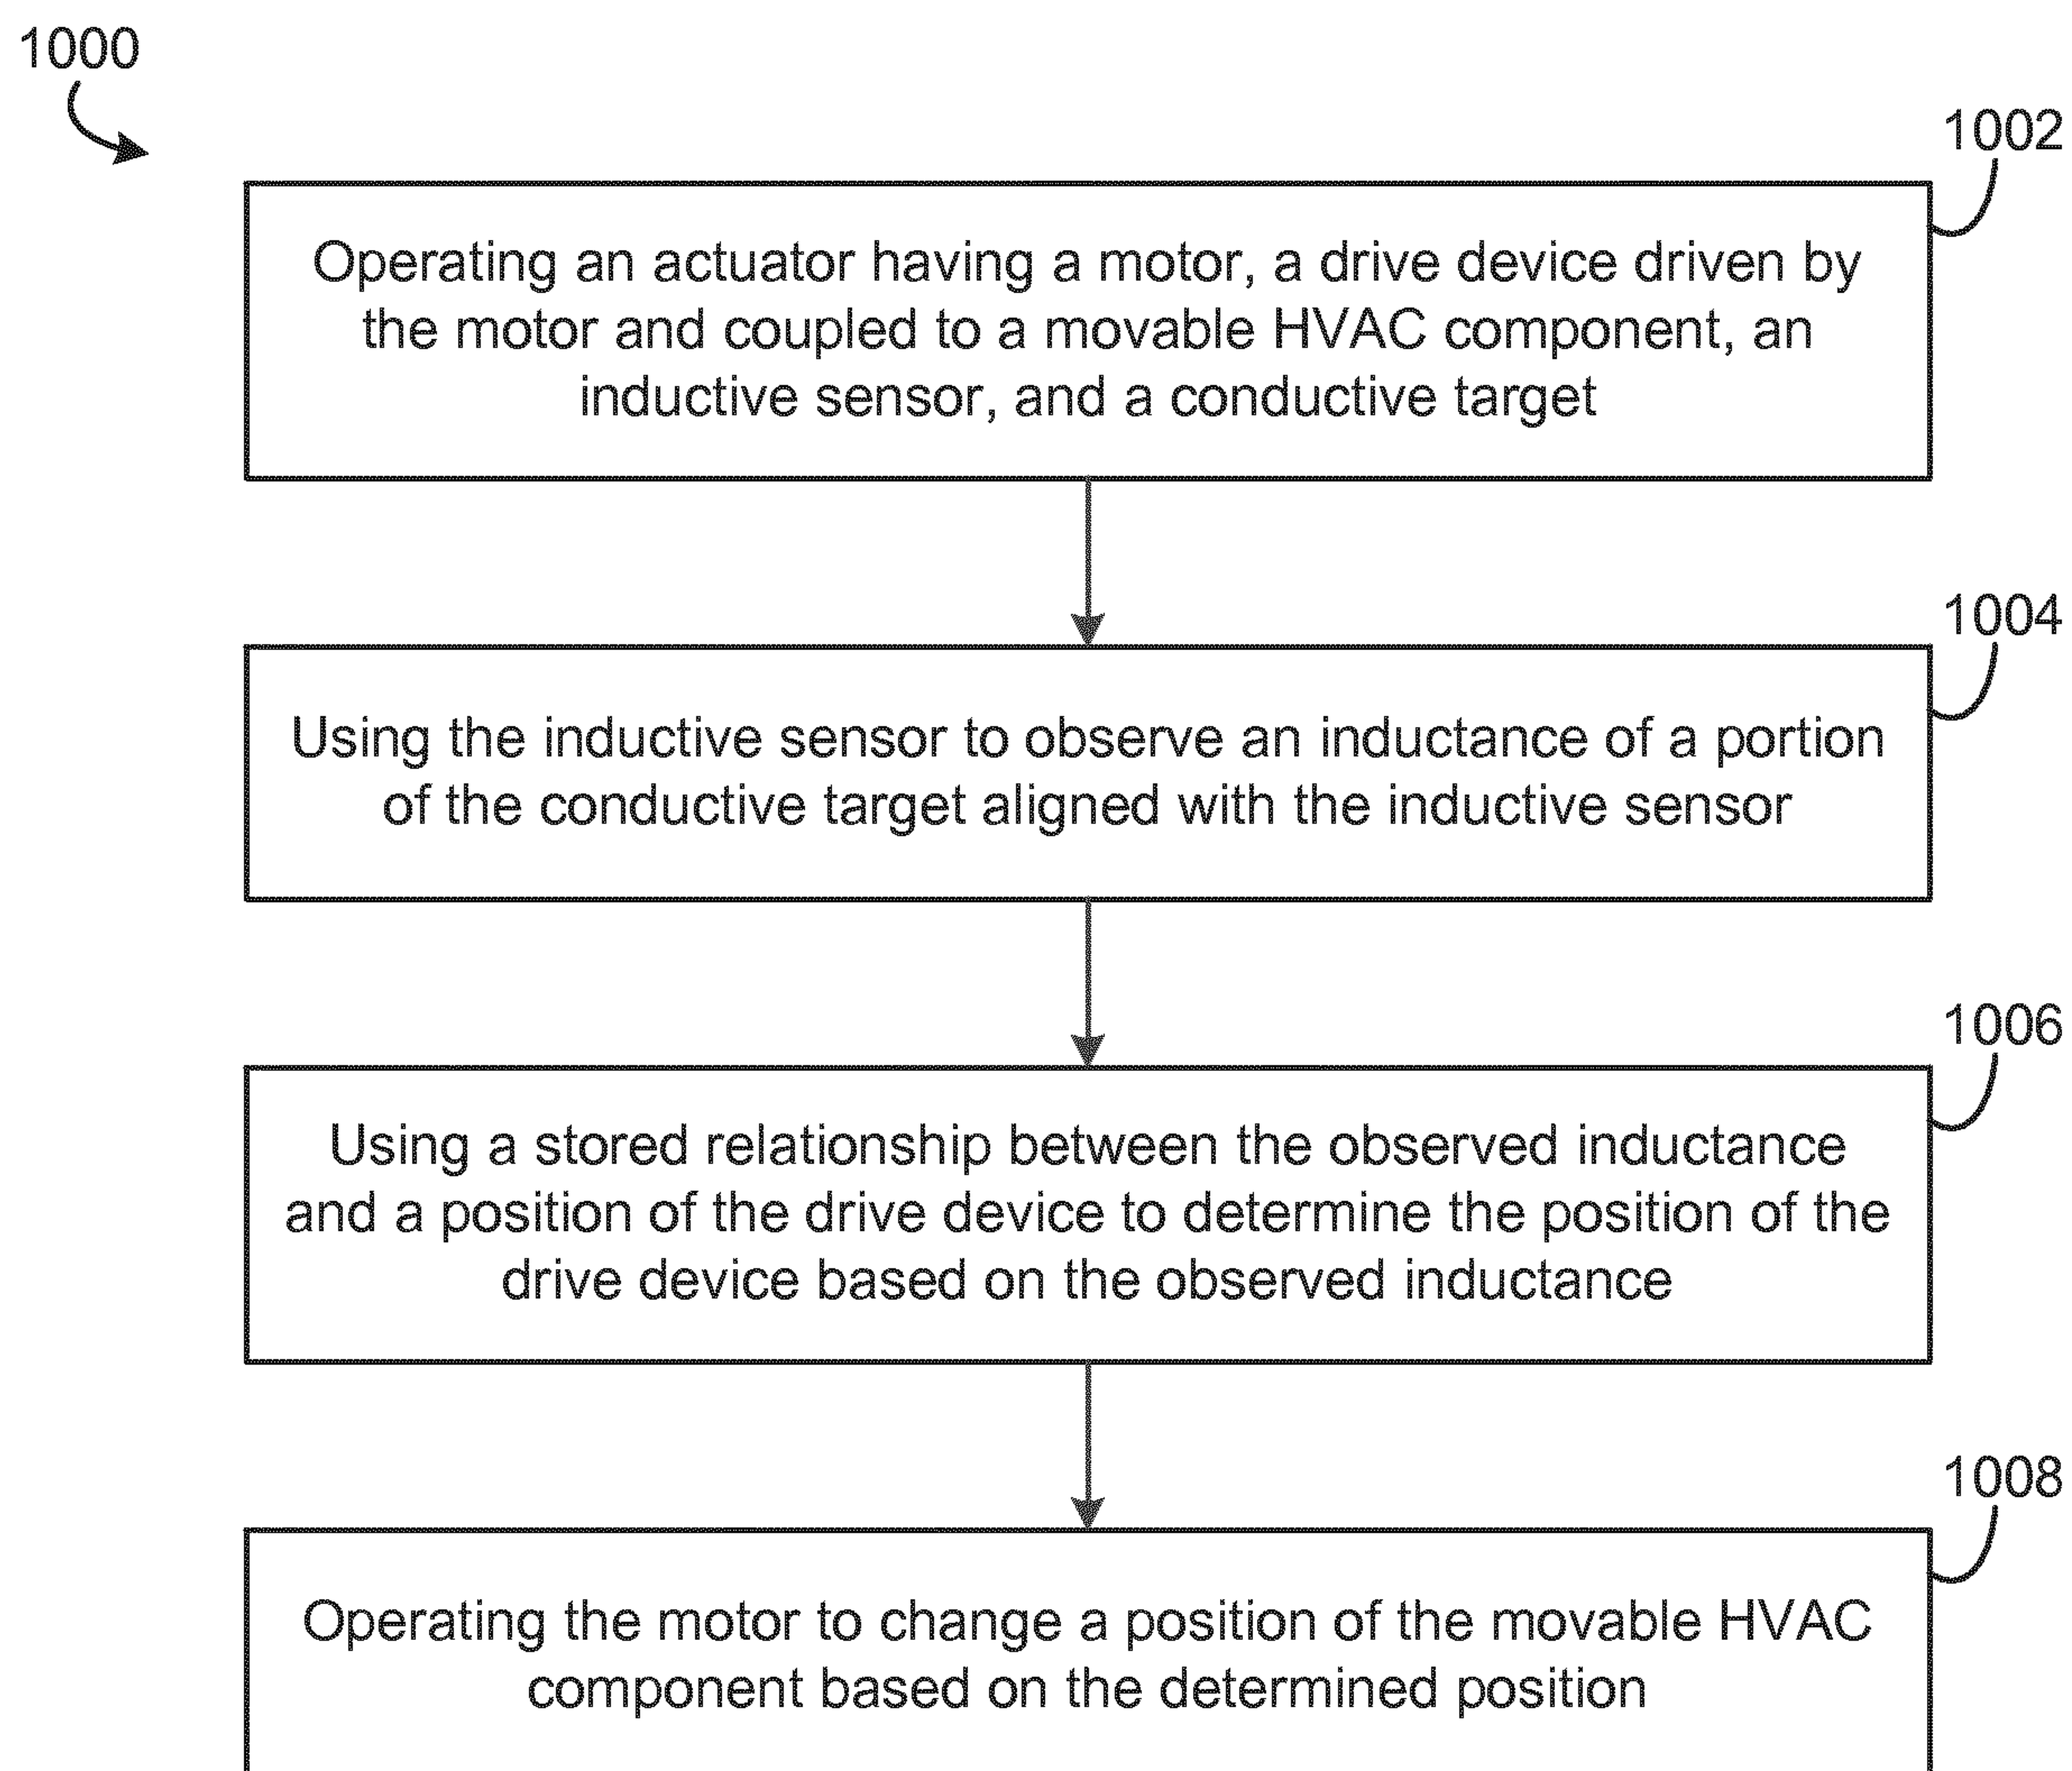 1000
1002
Operating an actuator having a motor, a drive device driven by
the motor and coupled to a movable HVAC component, an
inductive sensor, and a conductive target
1004
Using the inductive sensor to observe an inductance of a portion
of the conductive target aligned with the inductive sensor
1006
Using a stored relationship between the observed inductance
and a position of the drive device to determine the position of the
drive device based on the observed inductance
1008
Operating the motor to change a position of the movable HVAC
component based on the determined position